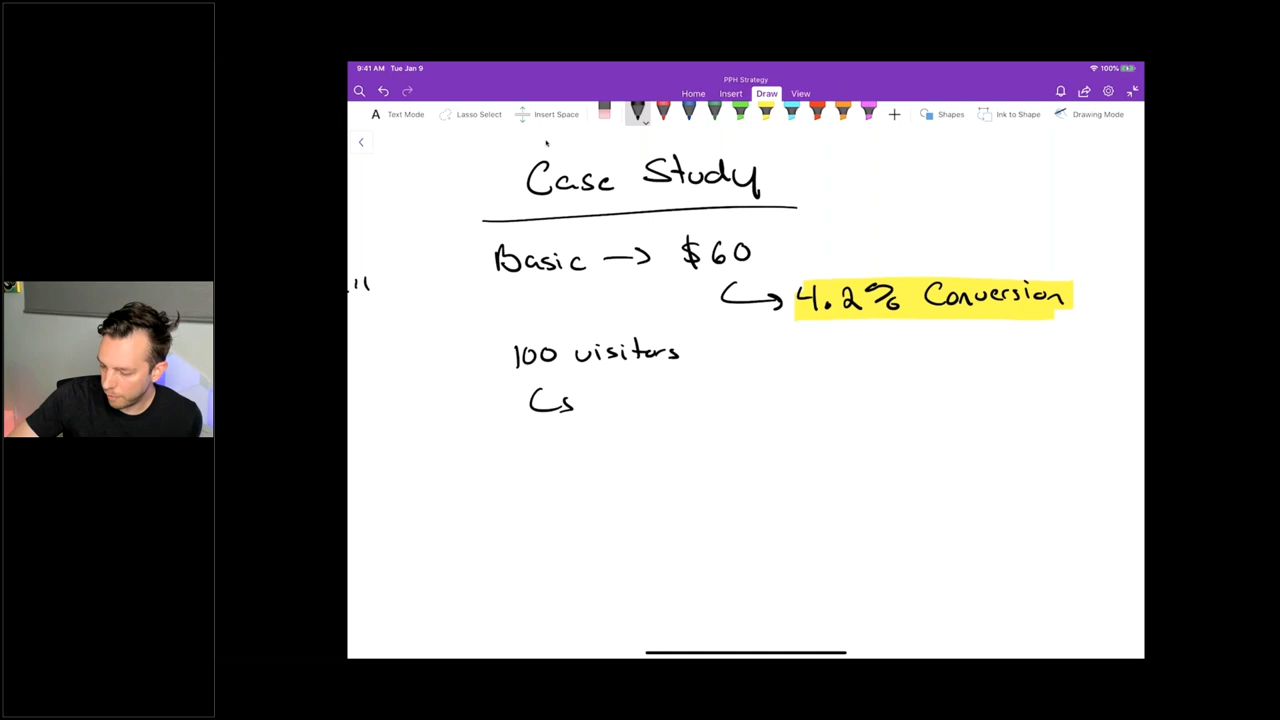 9:41 AM Tue Jan 9
100%
PPH Strategy
Home Insert Draw View
A Text Mode Lasso Select Insert Space Shapes Ink to Shape Drawing Mode
Case Study
Basic → $60
4.2% Conversion
100 visitors